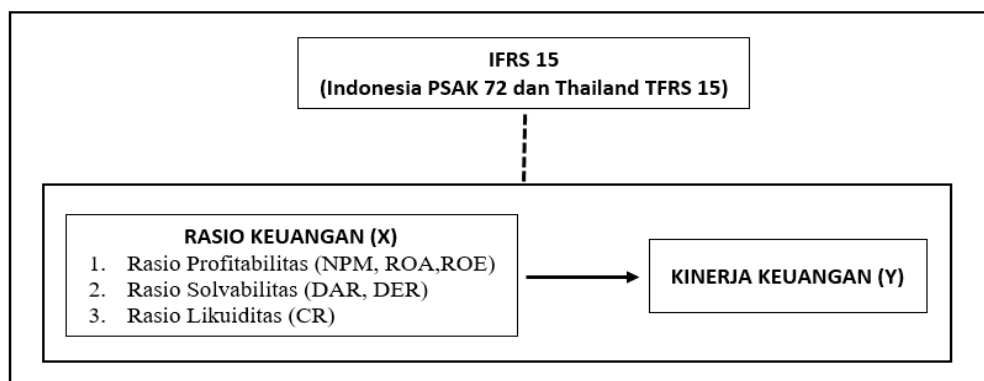 IFRS 15
(Indonesia PSAK 72 dan Thailand TFRS 15)
RASIO KEUANGAN (X)
1. Rasio Profitabilitas (NPM, ROA,ROE)
2. Rasio Solvabilitas (DAR, DER)
3. Rasio Likuiditas (CR)
KINERJA KEUANGAN (Y)